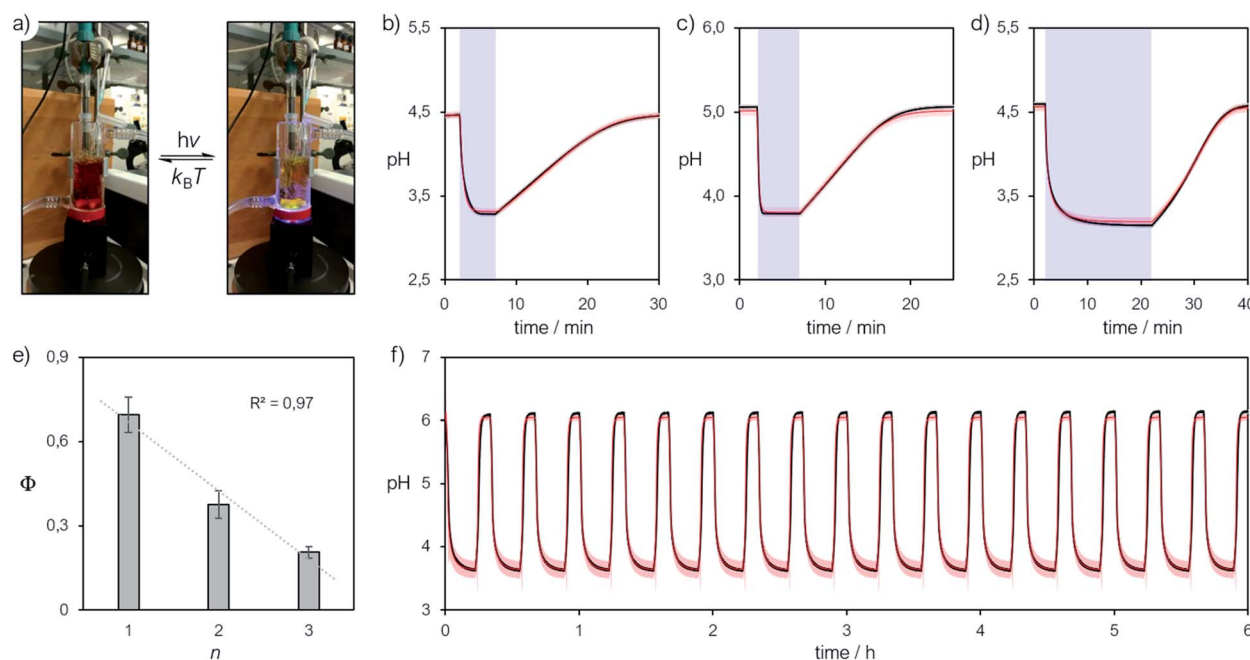 a)
hν
k_BT
b)
5,5
4,5
pH
3,5
2,5
0 10 20 30
time / min
c)
6,0
5,0
pH
4,0
3,0
0 10 20
time / min
d)
5,5
4,5
pH
3,5
2,5
0 10 20 30 40
time / min
e)
0,9
R² = 0,97
0,6
Φ
0,3
0
1 2 3
n
f)
7
6
5
pH
4
3
0 1 2 3 4 5 6
time / h